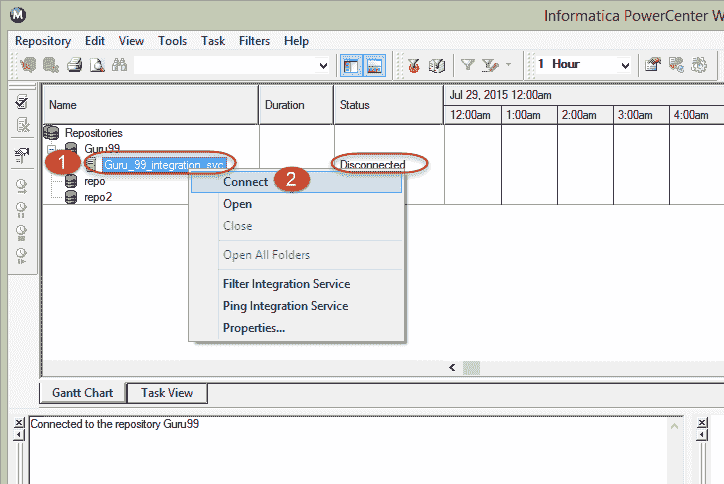 Informatica PowerCenter W
Repository Edit View Tools Task Filters Help
1 Hour
Name Duration Status Jul 29, 2015 12:00am
12:00am 1:00am 2:00am 3:00am 4:00am
Repositories
Guru99
1 Guru_99_integration_svc Disconnected
repo
repo2
Connect 2
Open
Close
Open All Folders
Filter Integration Service
Ping Integration Service
Properties...
Gantt Chart Task View
Connected to the repository Guru99